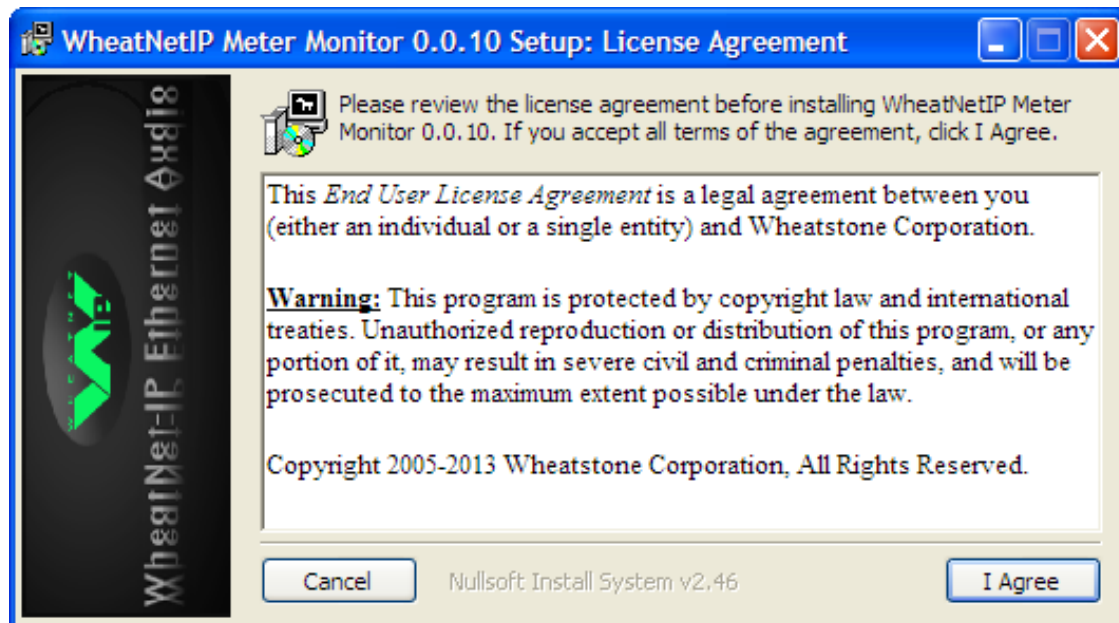 WheatNetIP Meter Monitor 0.0.10 Setup: License Agreement
WHEATNET
WheatNet-IP Ethernet Audio
Please review the license agreement before installing WheatNetIP Meter
Monitor 0.0.10. If you accept all terms of the agreement, click I Agree.
This End User License Agreement is a legal agreement between you
(either an individual or a single entity) and Wheatstone Corporation.
Warning: This program is protected by copyright law and international
treaties. Unauthorized reproduction or distribution of this program, or any
portion of it, may result in severe civil and criminal penalties, and will be
prosecuted to the maximum extent possible under the law.
Copyright 2005-2013 Wheatstone Corporation, All Rights Reserved.
Cancel
Nullsoft Install System v2.46
I Agree